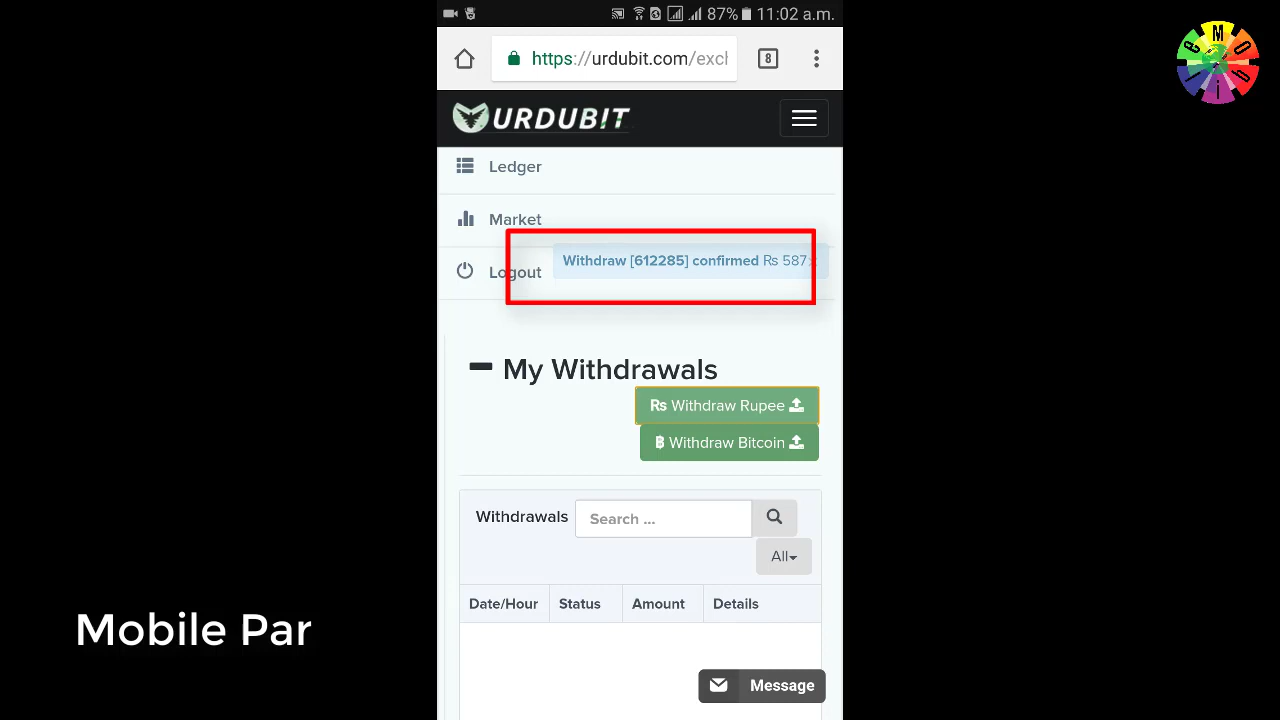 87% 11:02 a.m.
https://urdubit.com/excl
8
URDUBIT
Ledger
Market
Withdraw [612285] confirmed Rs 587
Logout
My Withdrawals
Rs Withdraw Rupee
฿ Withdraw Bitcoin
Withdrawals
Search ...
All
Date/Hour Status Amount Details
Mobile Par
Message